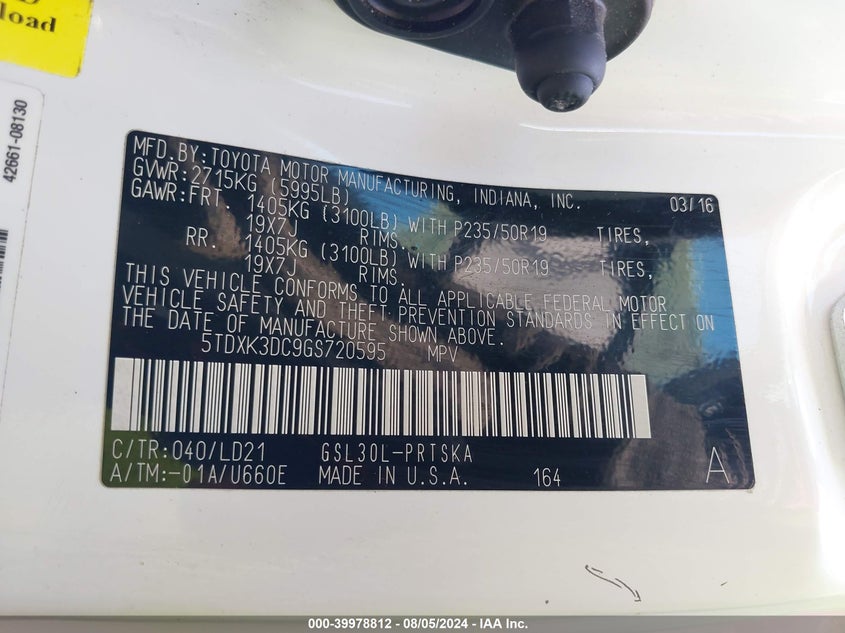 load
42661-08130
MFD.BY:TOYOTA MOTOR MANUFACTURING, INDIANA, INC. 03/16
GVWR:2715KG (5995LB)
GAWR:FRT. 1405KG (3100LB) WITH P235/50R19 TIRES,
19X7J RIMS.
RR. 1405KG (3100LB) WITH P235/50R19 TIRES,
19X7J RIMS.
THIS VEHICLE CONFORMS TO ALL APPLICABLE FEDERAL MOTOR
VEHICLE SAFETY AND THEFT PREVENTION STANDARDS IN EFFECT ON
THE DATE OF MANUFACTURE SHOWN ABOVE.
5TDXK3DC9GS720595 MPV
C/TR:040/LD21 GSL30L-PRTSKA
A/TM:-01A/U660E MADE IN U.S.A. 164 A
000-39978812 - 08/05/2024 - IAA Inc.